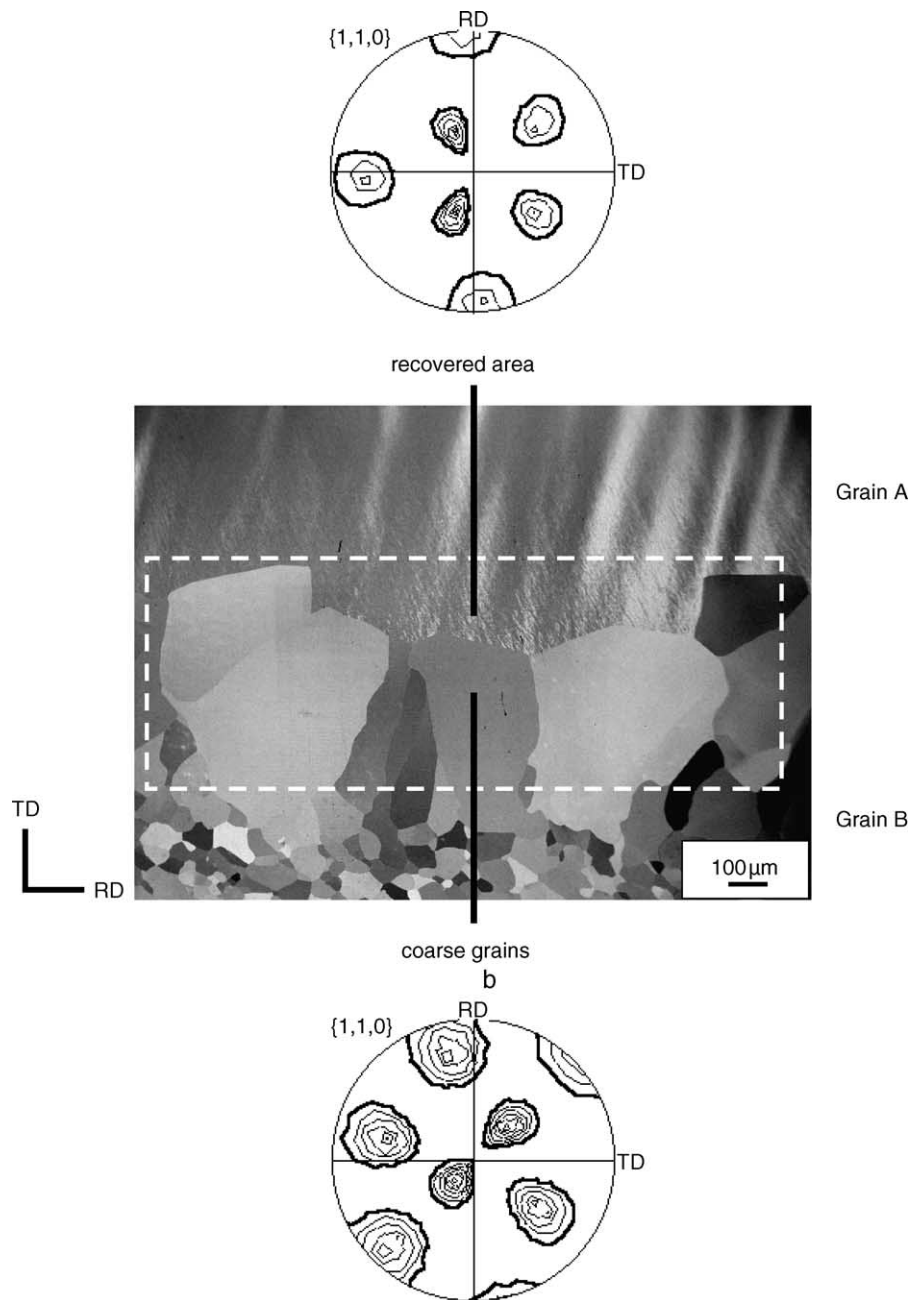 RD
{1,1,0}
TD
recovered area
Grain A
TD
Grain B
RD
100µm
coarse grains
b
RD
{1,1,0}
TD